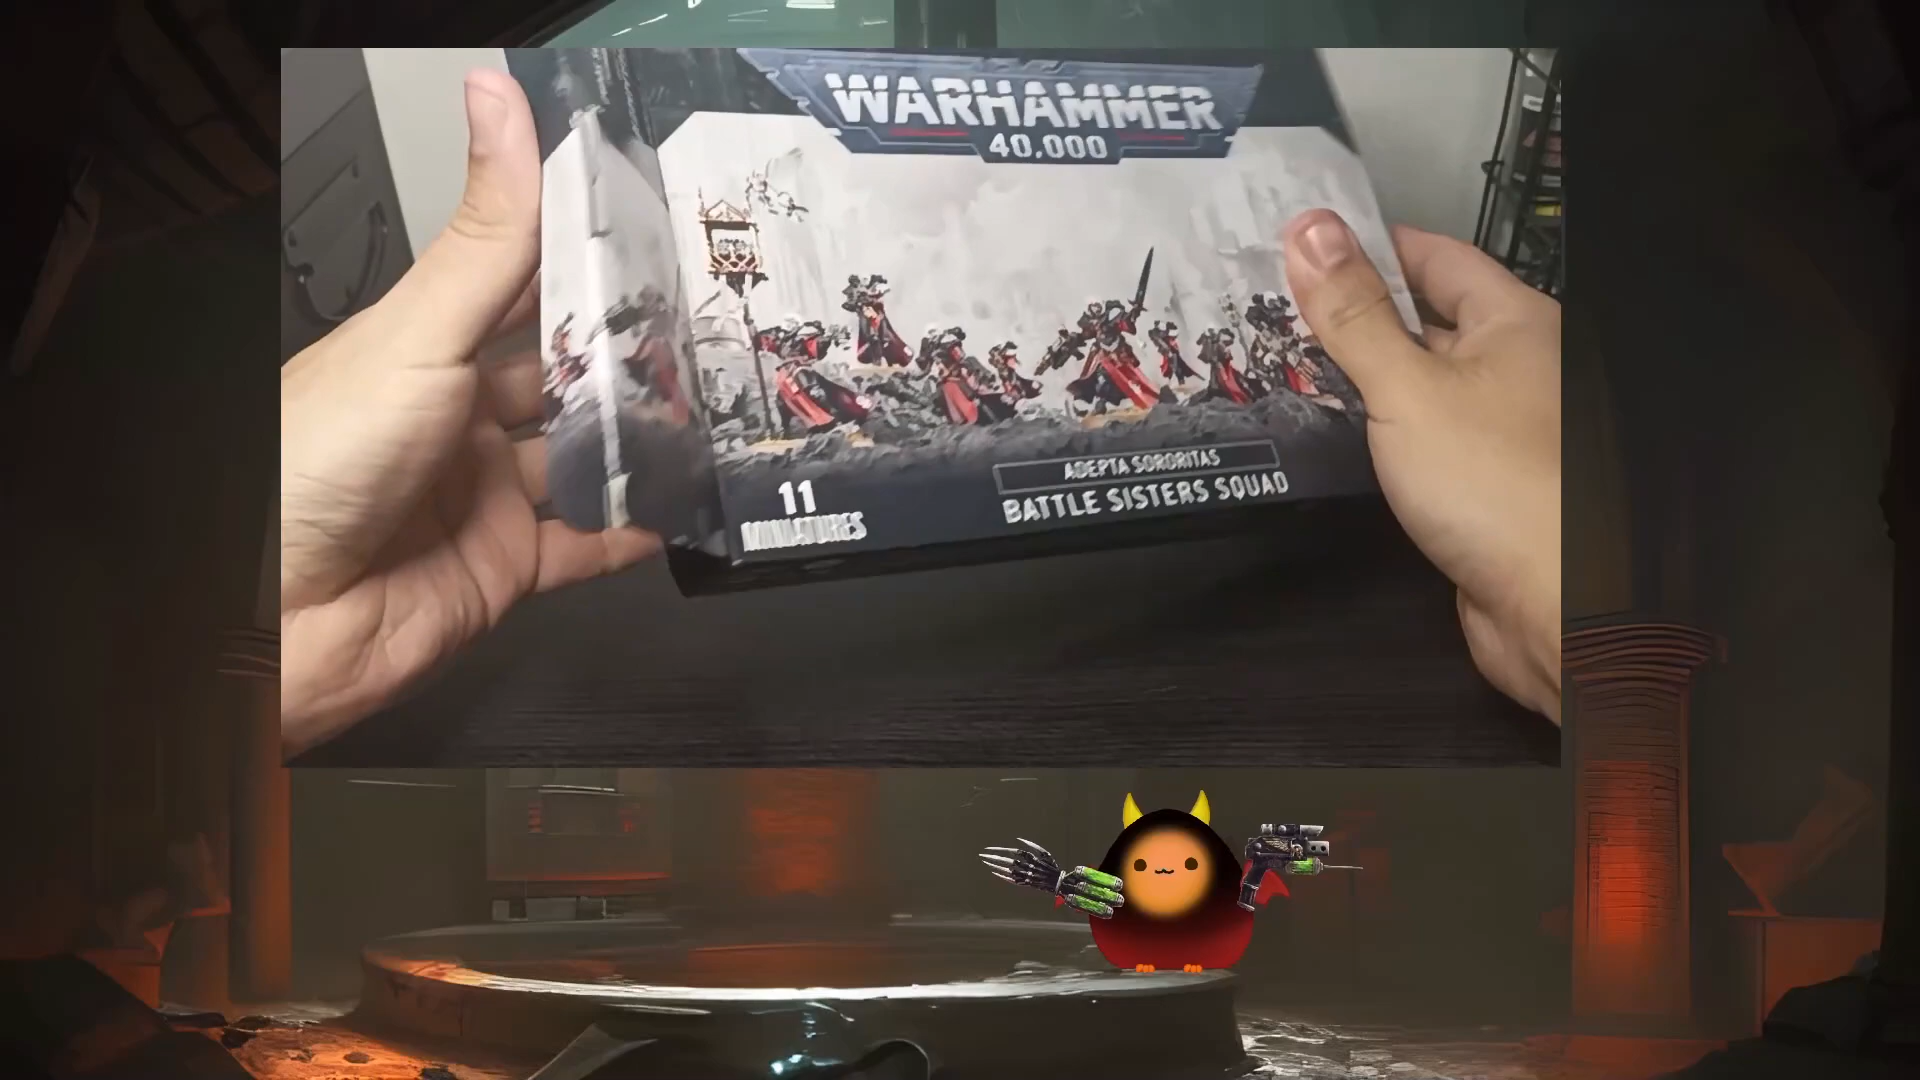 WARHAMMER
40,000
ADEPTA SORORITAS
BATTLE SISTERS SQUAD
11
MINIATURES